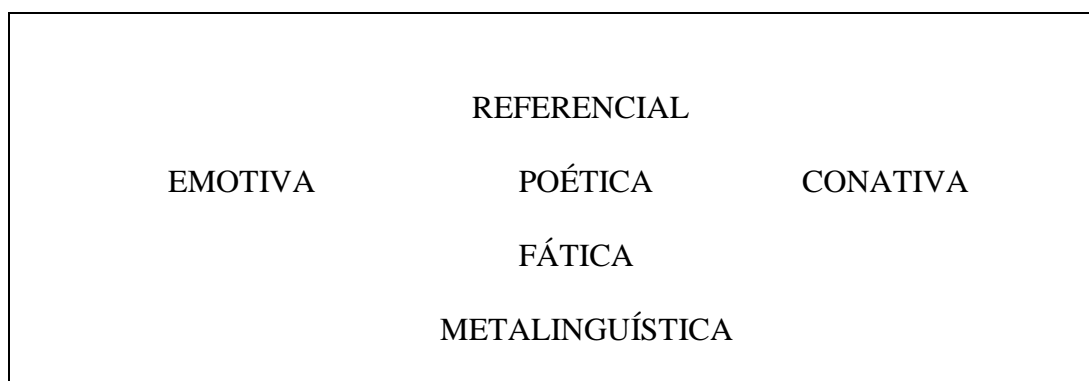 REFERENCIAL
EMOTIVA POÉTICA CONATIVA
FÁTICA
METALINGUÍSTICA